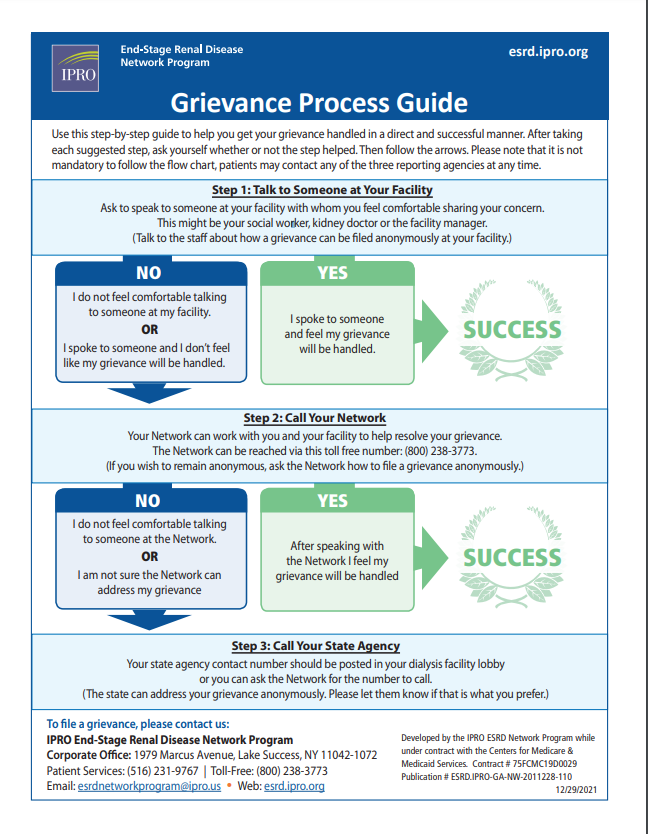 IPRO
End-Stage Renal Disease
Network Program
esrd.ipro.org
Grievance Process Guide
Use this step-by-step guide to help you get your grievance handled in a direct and successful manner. After taking
each suggested step, ask yourself whether or not the step helped. Then follow the arrows. Please note that it is not
mandatory to follow the flow chart, patients may contact any of the three reporting agencies at any time.
Step 1: Talk to Someone at Your Facility
Ask to speak to someone at your facility with whom you feel comfortable sharing your concern.
This might be your social worker, kidney doctor or the facility manager.
(Talk to the staff about how a grievance can be filed anonymously at your facility.)
NO
I do not feel comfortable talking
to someone at my facility.
OR
I spoke to someone and I don't feel
like my grievance will be handled.
YES
I spoke to someone
and feel my grievance
will be handled.
SUCCESS
Step 2: Call Your Network
Your Network can work with you and your facility to help resolve your grievance.
The Network can be reached via this toll free number: (800) 238-3773.
(If you wish to remain anonymous, ask the Network how to file a grievance anonymously.)
NO
I do not feel comfortable talking
to someone at the Network.
OR
I am not sure the Network can
address my grievance
YES
After speaking with
the Network I feel my
grievance will be handled
SUCCESS
Step 3: Call Your State Agency
Your state agency contact number should be posted in your dialysis facility lobby
or you can ask the Network for the number to call.
(The state can address your grievance anonymously. Please let them know if that is what you prefer.)
To file a grievance, please contact us:
IPRO End-Stage Renal Disease Network Program
Corporate Office: 1979 Marcus Avenue, Lake Success, NY 11042-1072
Patient Services: (516) 231-9767 | Toll-Free: (800) 238-3773
Email: esrdnetworkprogram@ipro.us • Web: esrd.ipro.org
Developed by the IPRO ESRD Network Program while
under contract with the Centers for Medicare &
Medicaid Services. Contract # 75FCMC19D0029
Publication # ESRD.IPRO-GA-NW-2011228-110
12/29/2021